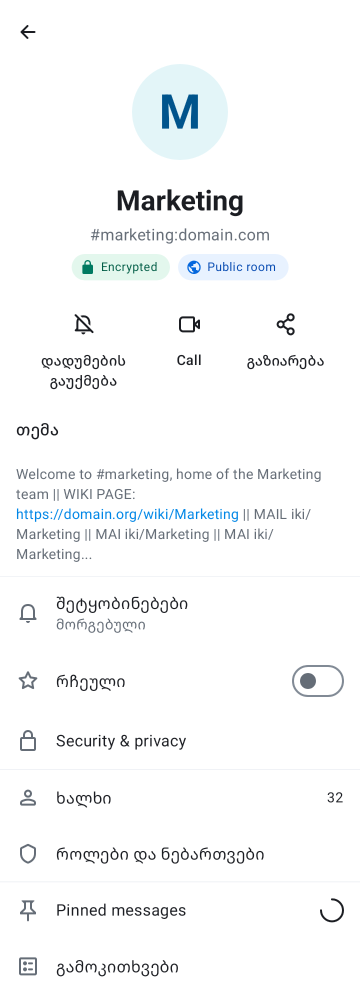 M
Marketing
#marketing:domain.com
Encrypted
Public room
დადუმების
გაუქმება
Call
გაზიარება
თემა
Welcome to #marketing, home of the Marketing
team || WIKI PAGE:
https://domain.org/wiki/Marketing || MAIL iki/
Marketing || MAI iki/Marketing || MAI iki/
Marketing...
შეტყობინებები
მორგებული
რჩეული
Security & privacy
ხალხი
32
როლები და ნებართვები
Pinned messages
გამოკითხვები